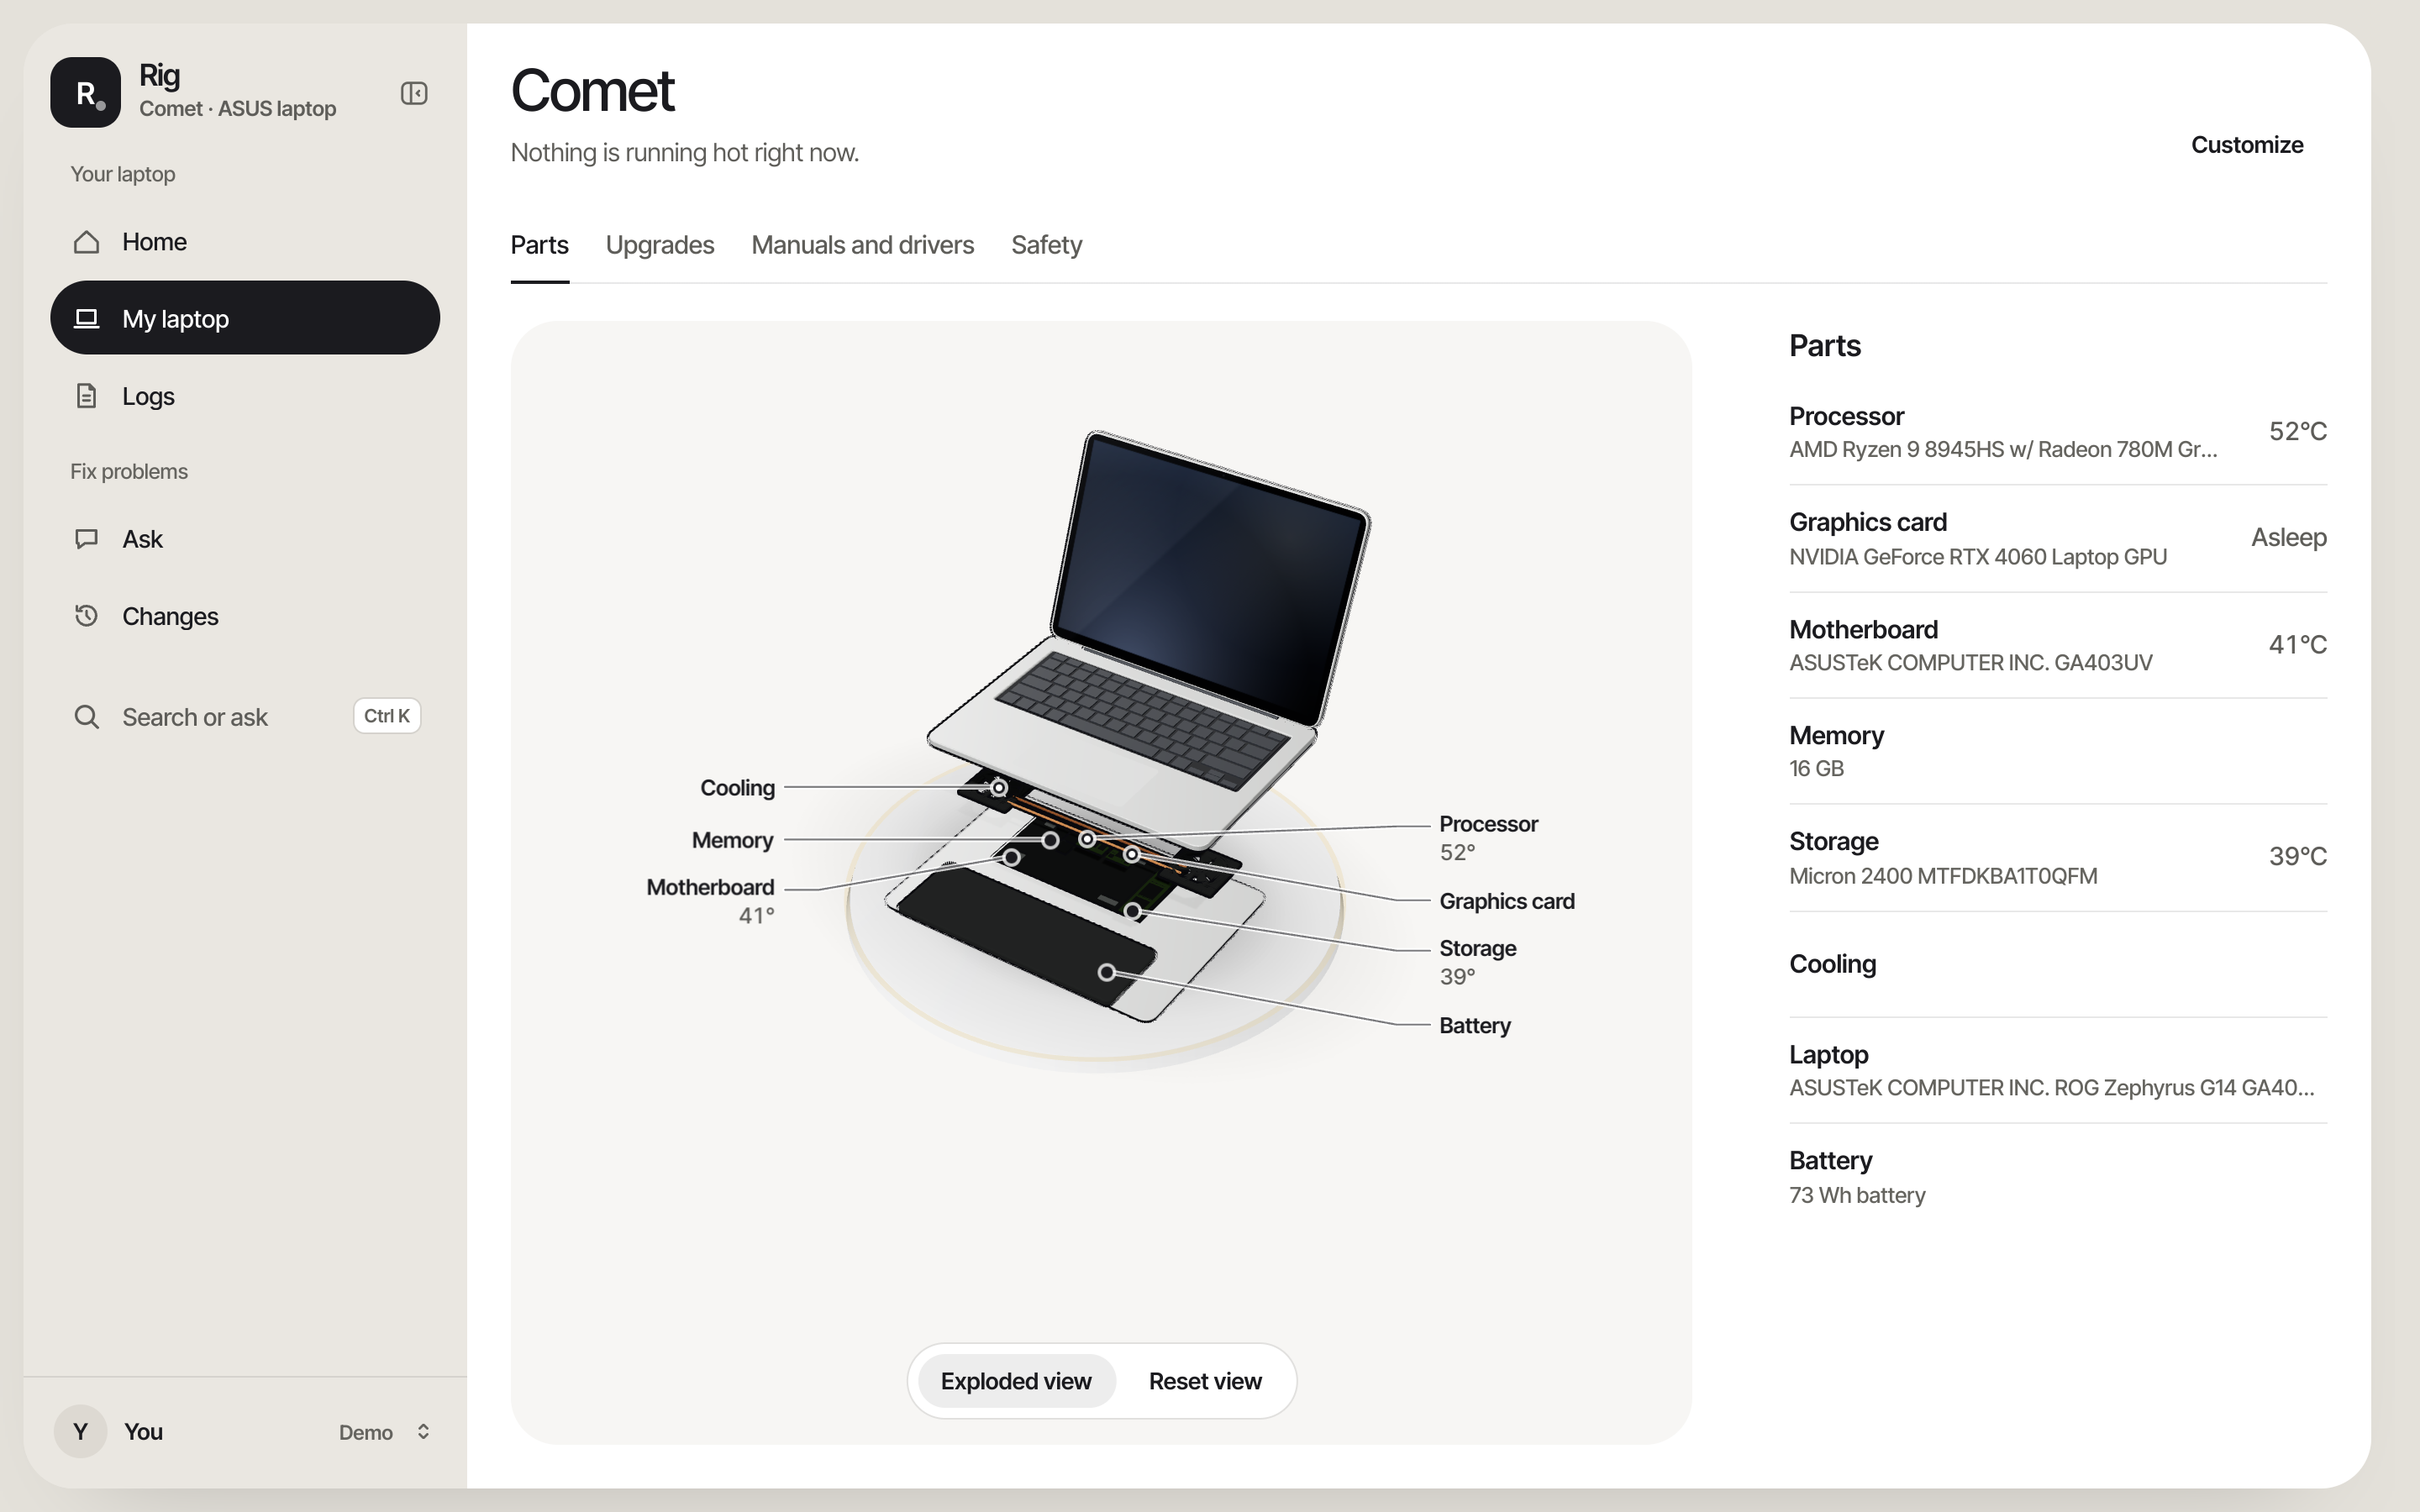 R.
Rig
Comet · ASUS laptop
Your laptop
Home
My laptop
Logs
Fix problems
Ask
Changes
Search or ask
Ctrl K
Y
You
Demo
Comet
Nothing is running hot right now.
Customize
Parts
Upgrades
Manuals and drivers
Safety
Cooling
Memory
Motherboard
41°
Processor
52°
Graphics card
Storage
39°
Battery
Exploded view
Reset view
Parts
Processor
AMD Ryzen 9 8945HS w/ Radeon 780M Gr...
52°C
Graphics card
NVIDIA GeForce RTX 4060 Laptop GPU
Asleep
Motherboard
ASUSTeK COMPUTER INC. GA403UV
41°C
Memory
16 GB
Storage
Micron 2400 MTFDKBA1T0QFM
39°C
Cooling
Laptop
ASUSTeK COMPUTER INC. ROG Zephyrus G14 GA40...
Battery
73 Wh battery